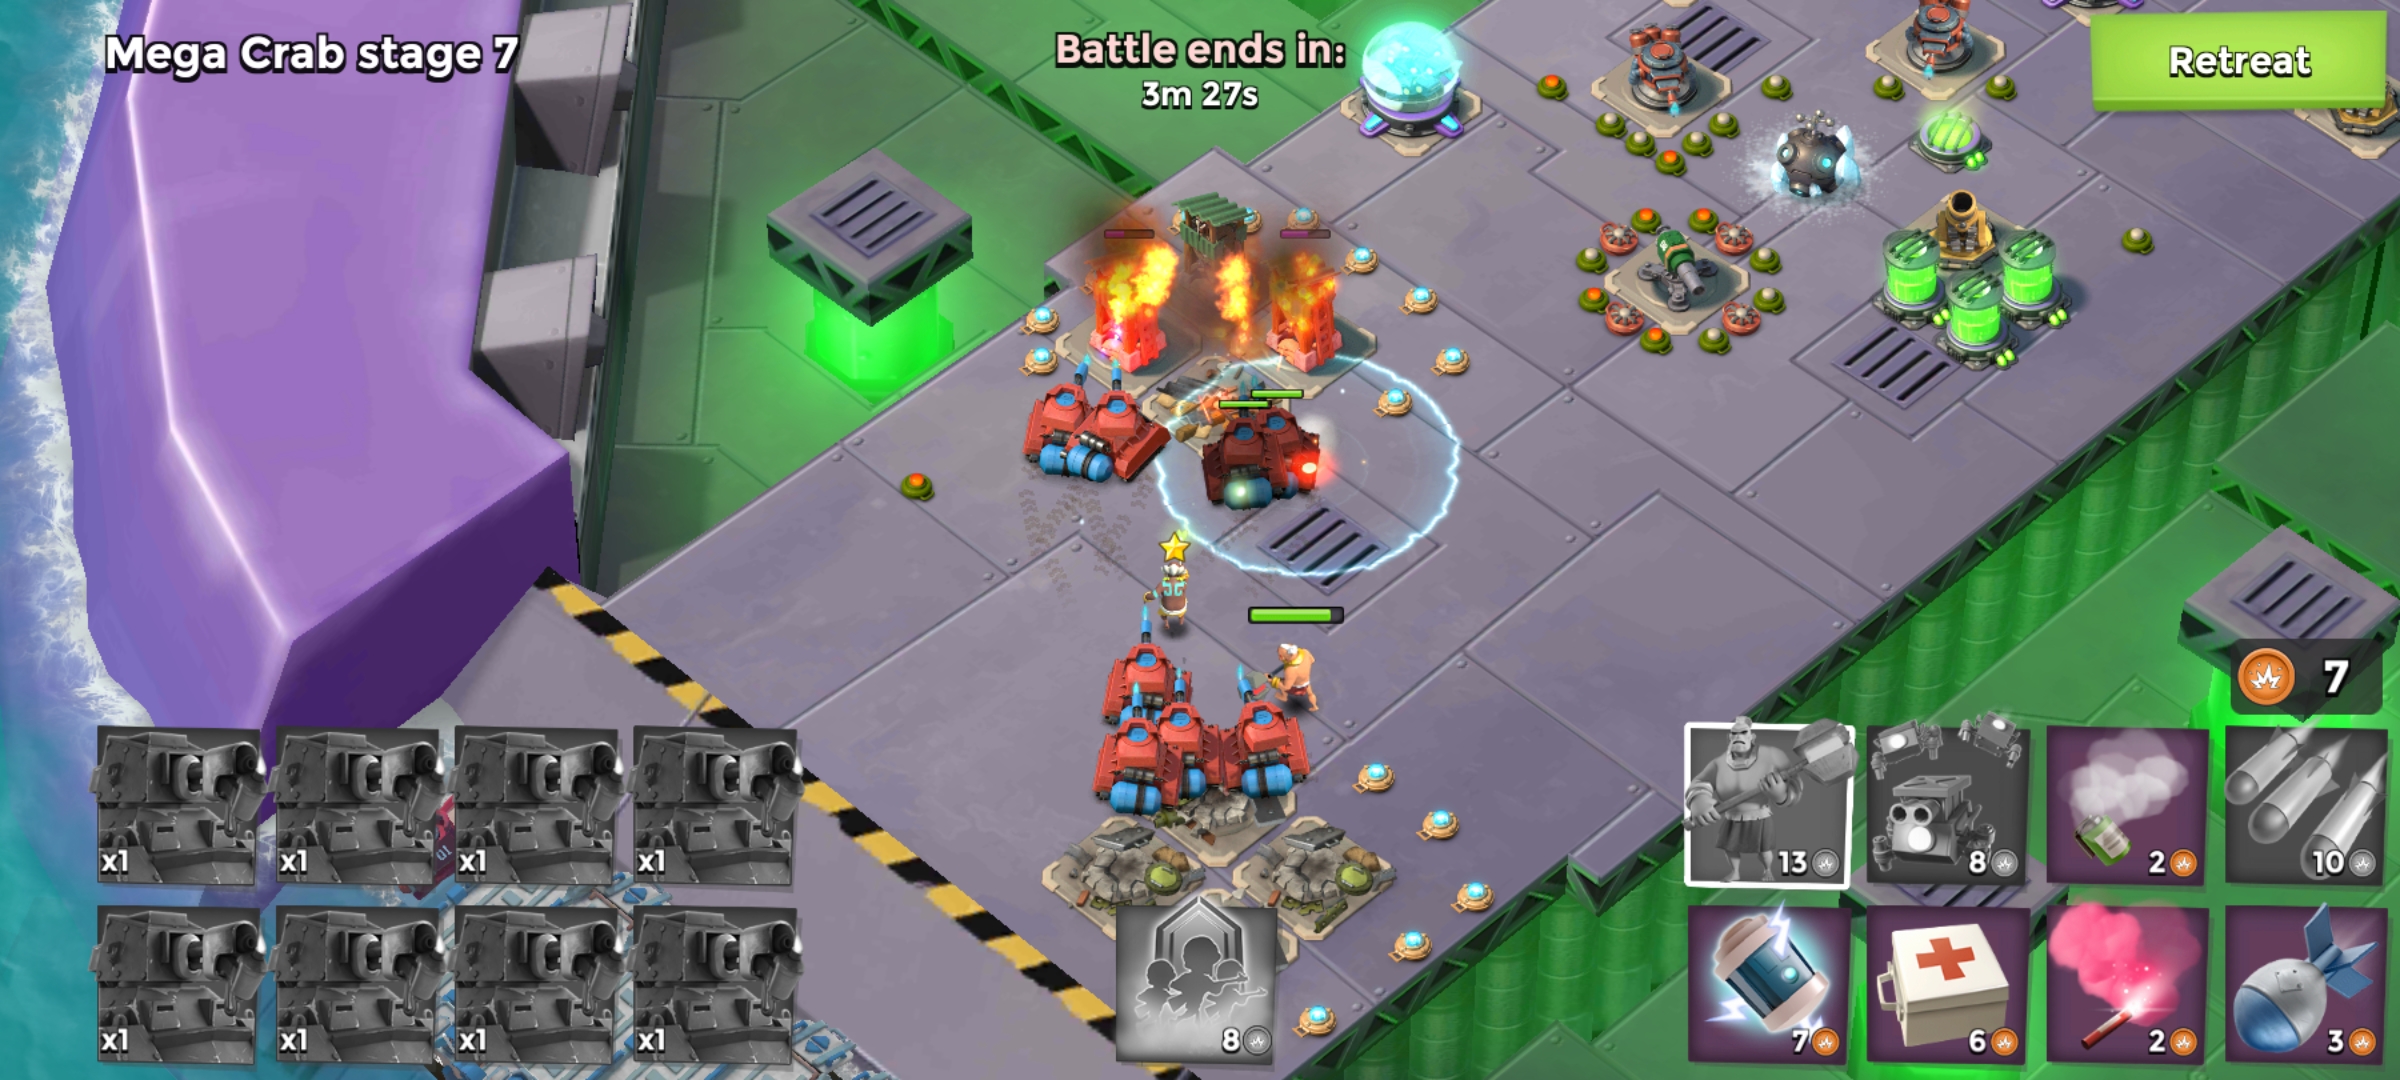 Mega Crab stage 7
Battle ends in:
3m 27s
Retreat
7
x1
x1
x1
x1
13
8
2
10
x1
x1
x1
x1
8
7
6
2
3